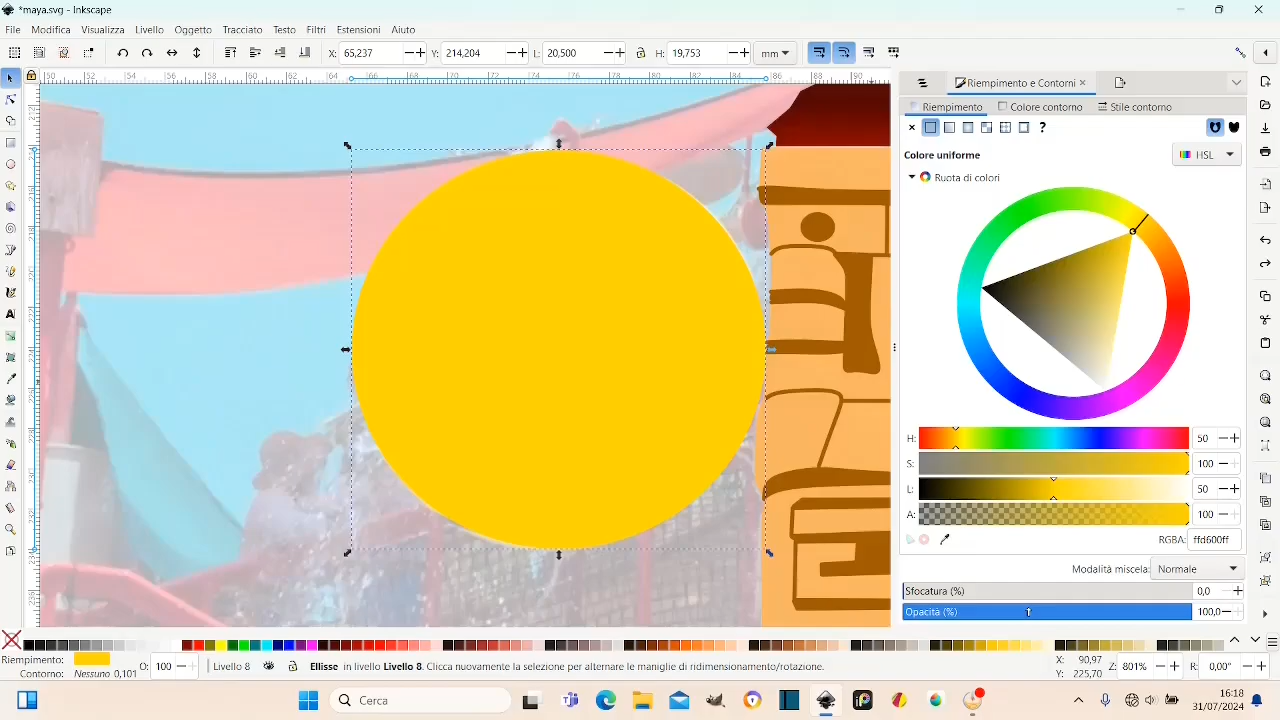 *maya.svg - Inkscape
File Modifica Visualizza Livello Oggetto Tracciato Testo Filtri Estensioni Aiuto
X: 65,237 Y: 214,204 L: 20,500 H: 19,753 mm
Riempimento e Contorni
Riempimento Colore contorno Stile contorno
?
Colore uniforme HSL
Ruota di colori
H: 50
S: 100
L: 50
A: 100
RGBA: ffd600ff
Modalità miscela: Normale
Sfocatura (%) 0,0
Opacità (%) 100,0
Riempimento: O: 100 Livello 8 Ellisse in livello Livello 8. Clicca nuovamente la selezione per alternare le maniglie di ridimensionamento/rotazione. X: 90,97 Z: 801% R: 0,00°
Contorno: Nessuno 0,101 Y: 225,70
Cerca
16:18
31/07/2024